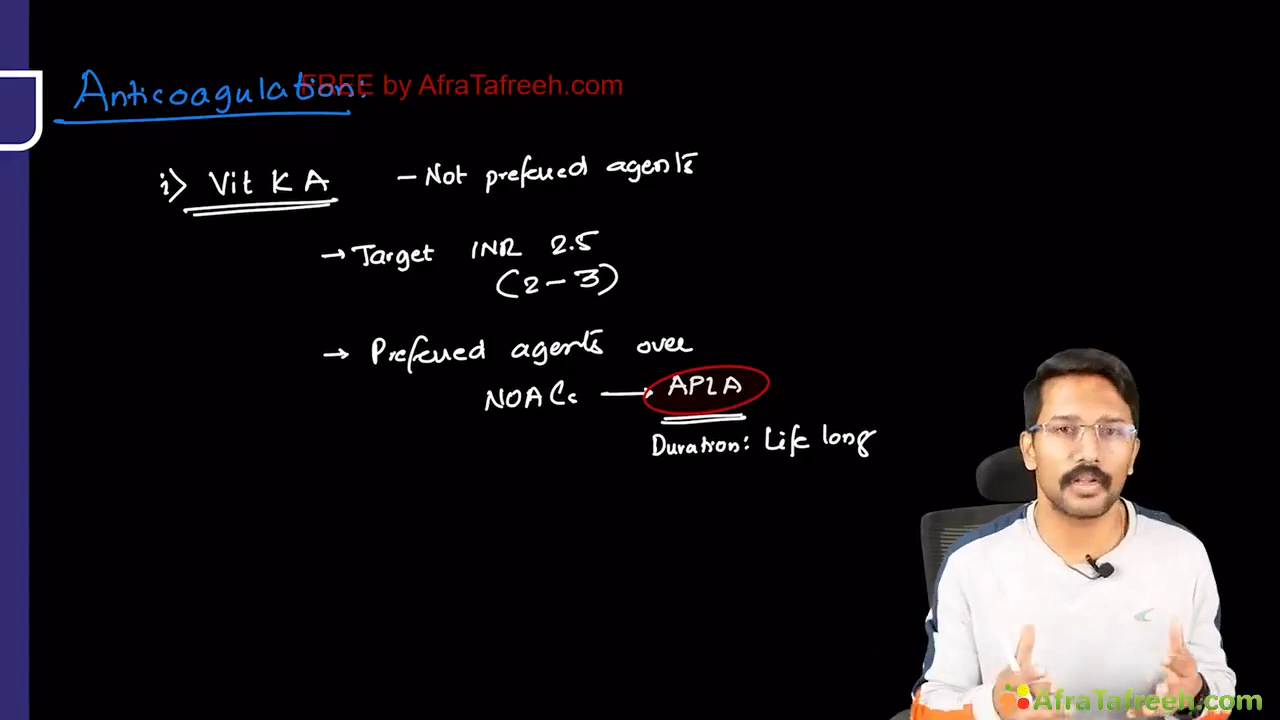 Anticoagulation:
FREE by AfraTafreeh.com
i) Vit K A - Not preferred agents
→ Target INR 2.5
(2 - 3)
→ Preferred agents over
NOACs → APLA
Duration: Life long
AfraTafreeh.com